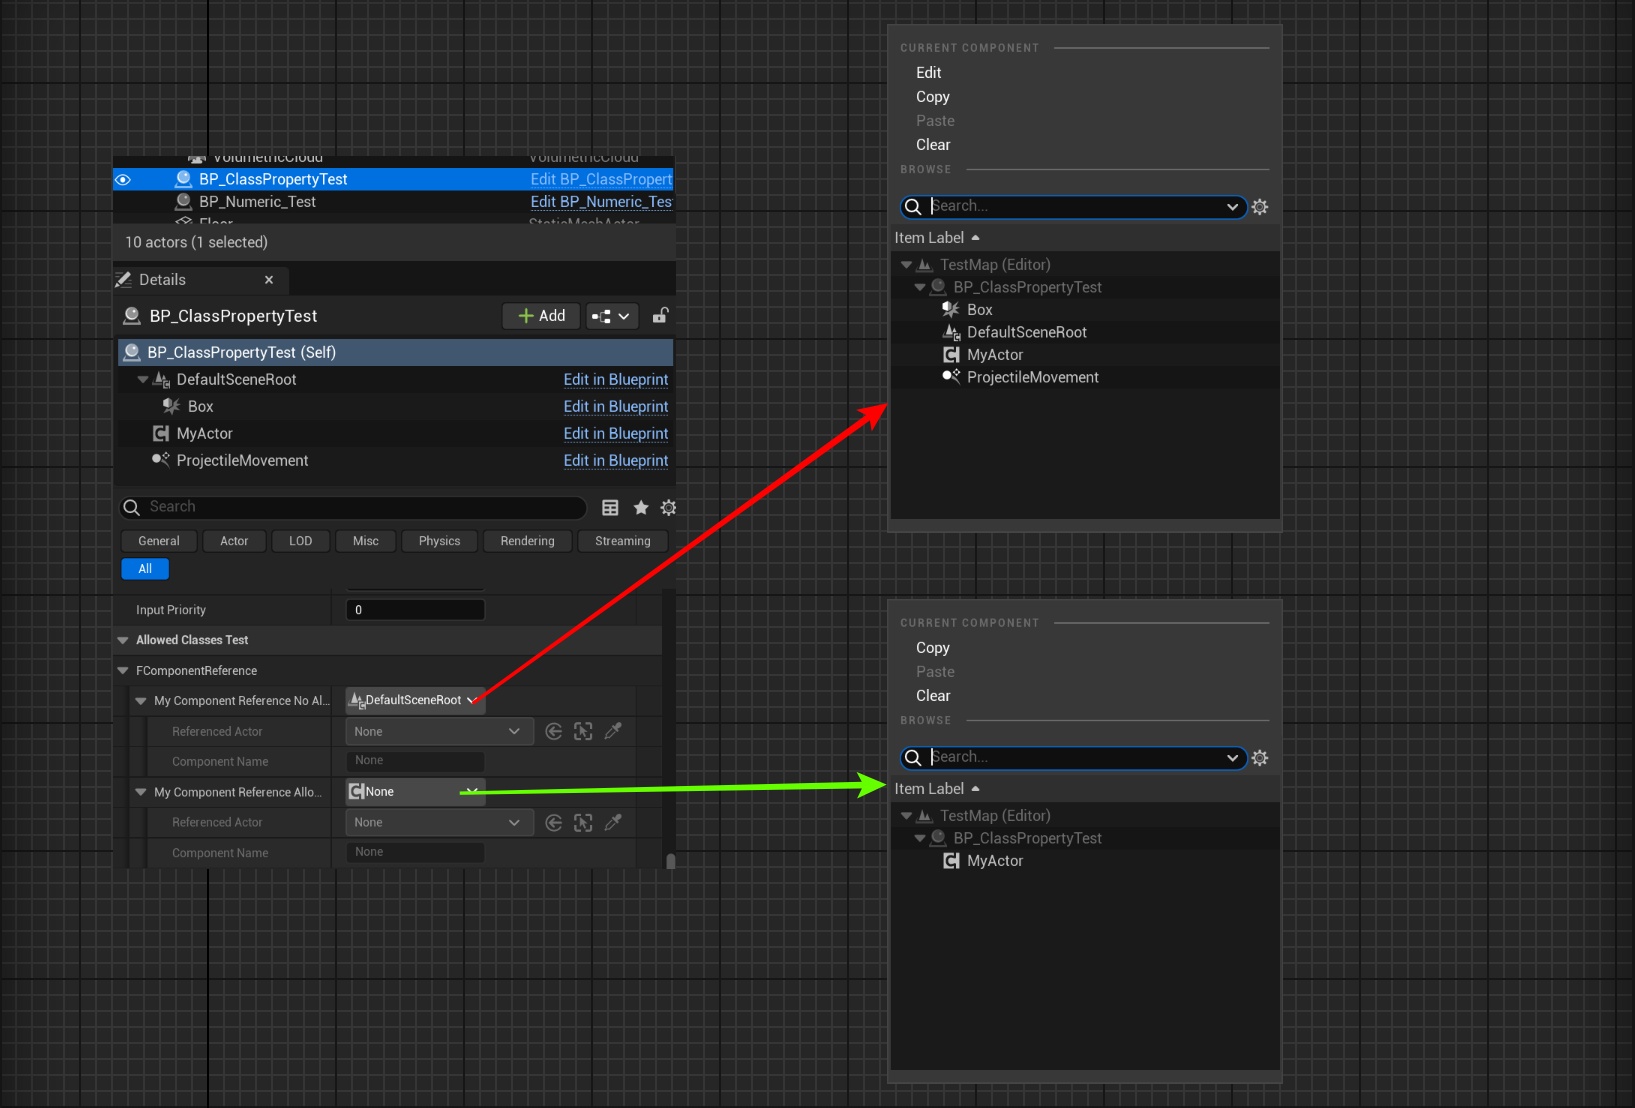 VolumetricCloud VolumetricCloud
BP_ClassPropertyTest Edit BP_ClassPropert
BP_Numeric_Test Edit BP_Numeric_Tes
Floor StaticMeshActor
10 actors (1 selected)
Details
BP_ClassPropertyTest Add
BP_ClassPropertyTest (Self)
DefaultSceneRoot Edit in Blueprint
Box Edit in Blueprint
MyActor Edit in Blueprint
ProjectileMovement Edit in Blueprint
Search
General Actor LOD Misc Physics Rendering Streaming
All
Input Priority 0
Allowed Classes Test
FComponentReference
My Component Reference No Al... DefaultSceneRoot
Referenced Actor None
Component Name None
My Component Reference Allo... None
Referenced Actor None
Component Name None
CURRENT COMPONENT
Edit
Copy
Paste
Clear
BROWSE
Search...
Item Label
TestMap (Editor)
BP_ClassPropertyTest
Box
DefaultSceneRoot
MyActor
ProjectileMovement
CURRENT COMPONENT
Copy
Paste
Clear
BROWSE
Search...
Item Label
TestMap (Editor)
BP_ClassPropertyTest
MyActor